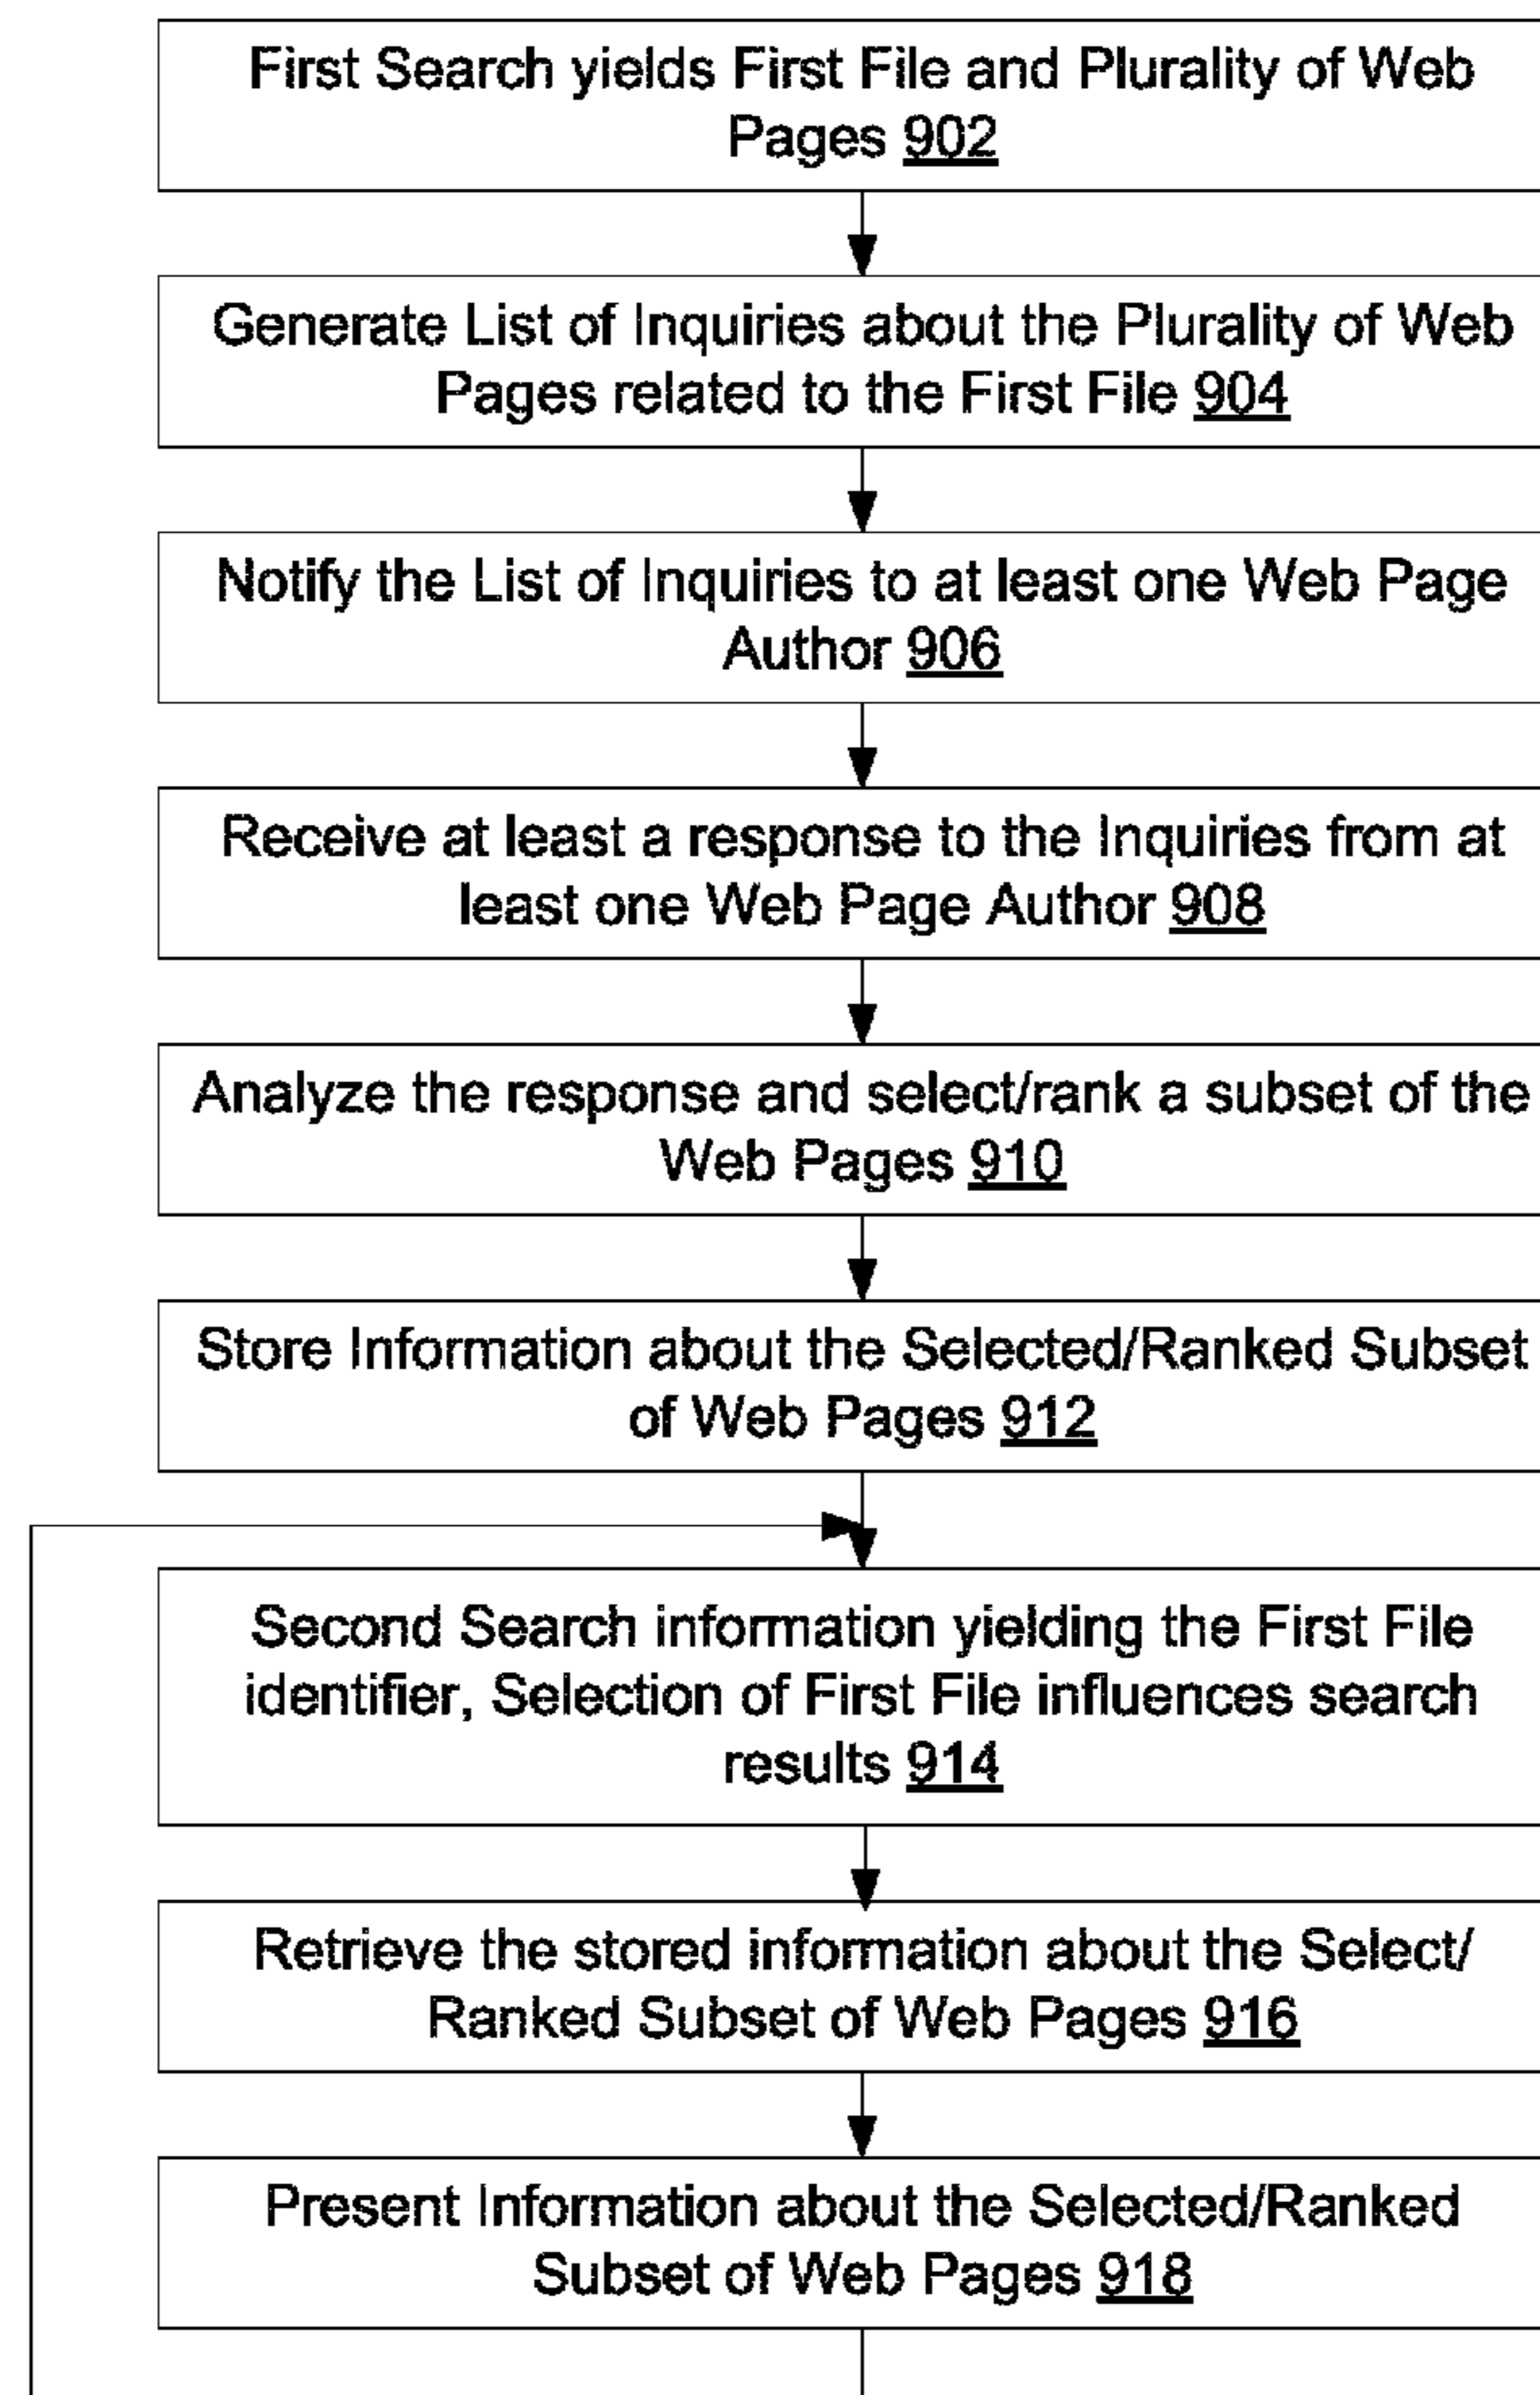 First Search yields First File and Plurality of Web
Pages 902
Generate List of Inquiries about the Plurality of Web
Pages related to the First File 904
Notify the List of Inquiries to at least one Web Page
Author 906
Receive at least a response to the Inquiries from at
least one Web Page Author 908
Analyze the response and select/rank a subset of the
Web Pages 910
Store Information about the Selected/Ranked Subset
of Web Pages 912
Second Search information yielding the First File
identifier, Selection of First File influences search
results 914
Retrieve the stored information about the Select/
Ranked Subset of Web Pages 916
Present Information about the Selected/Ranked
Subset of Web Pages 918